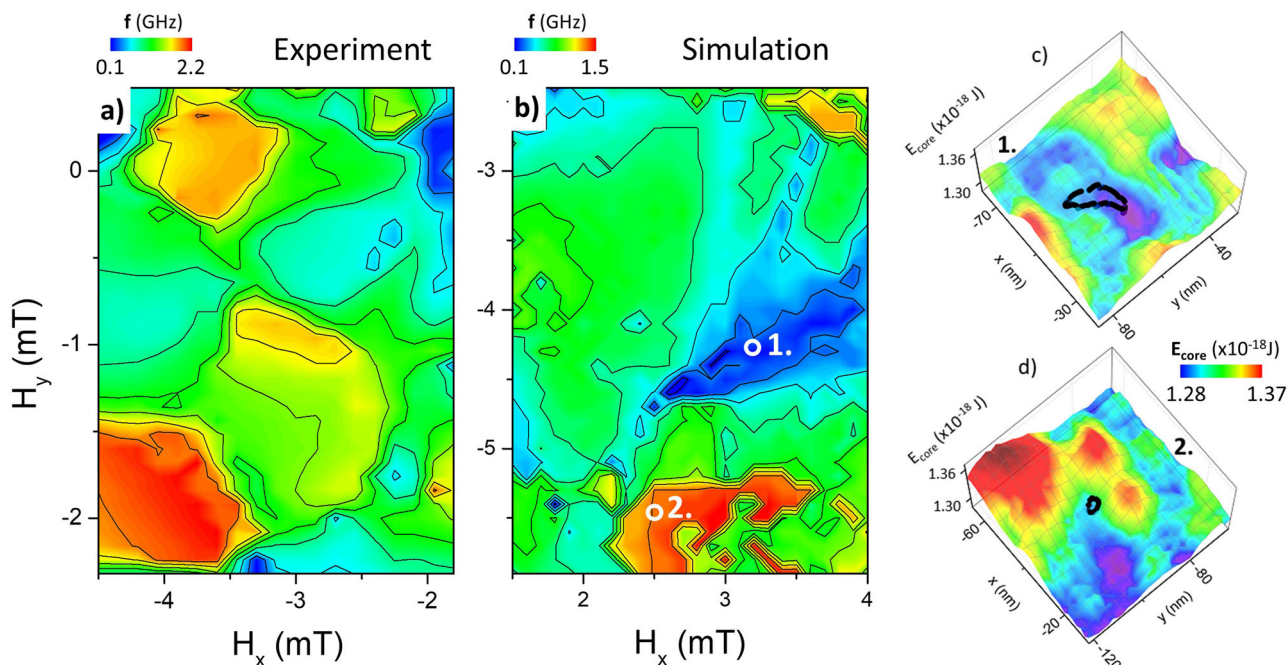 f (GHz)
0.1 2.2
Experiment
a)
0
-1
-2
H_y (mT)
-4 -3 -2
H_x (mT)
f (GHz)
0.1 1.5
Simulation
b)
-3
-4
-5
1.
2.
2 3 4
H_x (mT)
c)
E_core (x10^-18 J)
1.
1.36
1.30
-70
x (nm)
-30
-80
y (nm)
40
E_core (x10^-18J)
1.28 1.37
d)
E_core (x10^-18 J)
2.
1.36
1.30
-60
x (nm)
-20
-120
y (nm)
-80